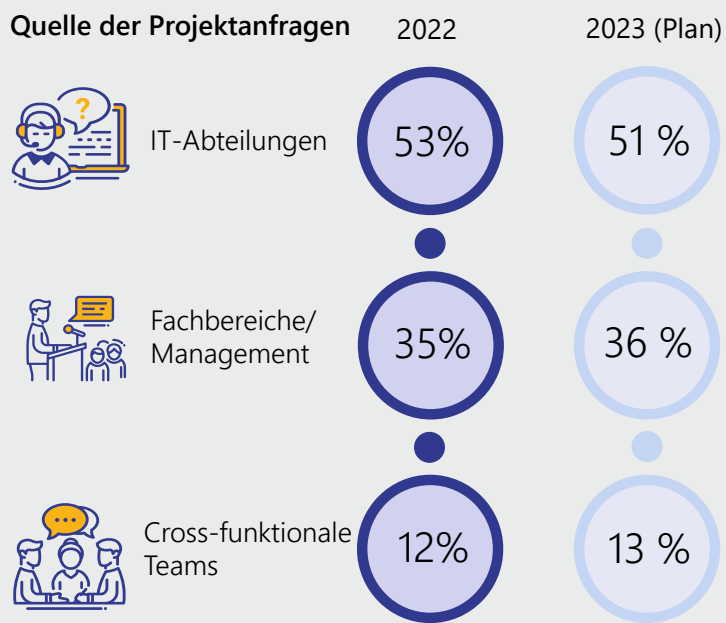 Quelle der Projektanfragen 2022 2023 (Plan)
?
IT-Abteilungen 53% 51 %
Fachbereiche/
Management 35% 36 %
Cross-funktionale
Teams 12% 13 %